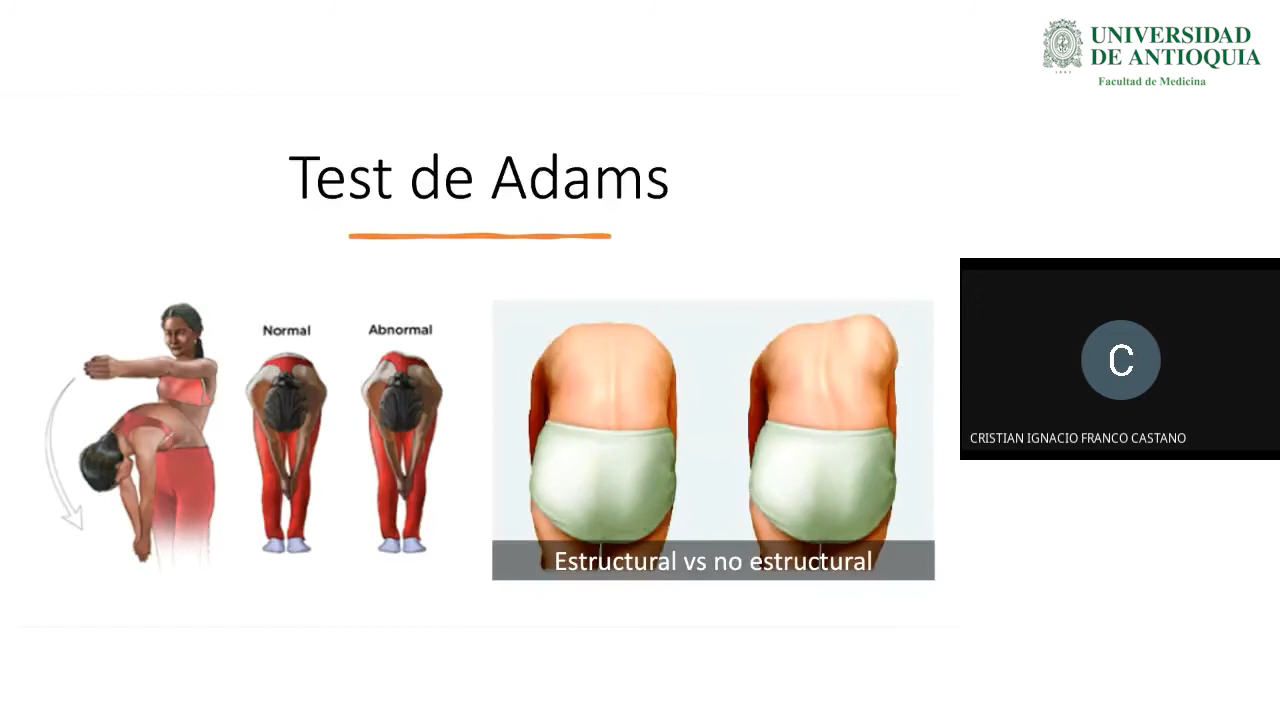 UNIVERSIDAD
DE ANTIOQUIA
1803
Facultad de Medicina
Test de Adams
Normal
Abnormal
Estructural vs no estructural
C
CRISTIAN IGNACIO FRANCO CASTANO